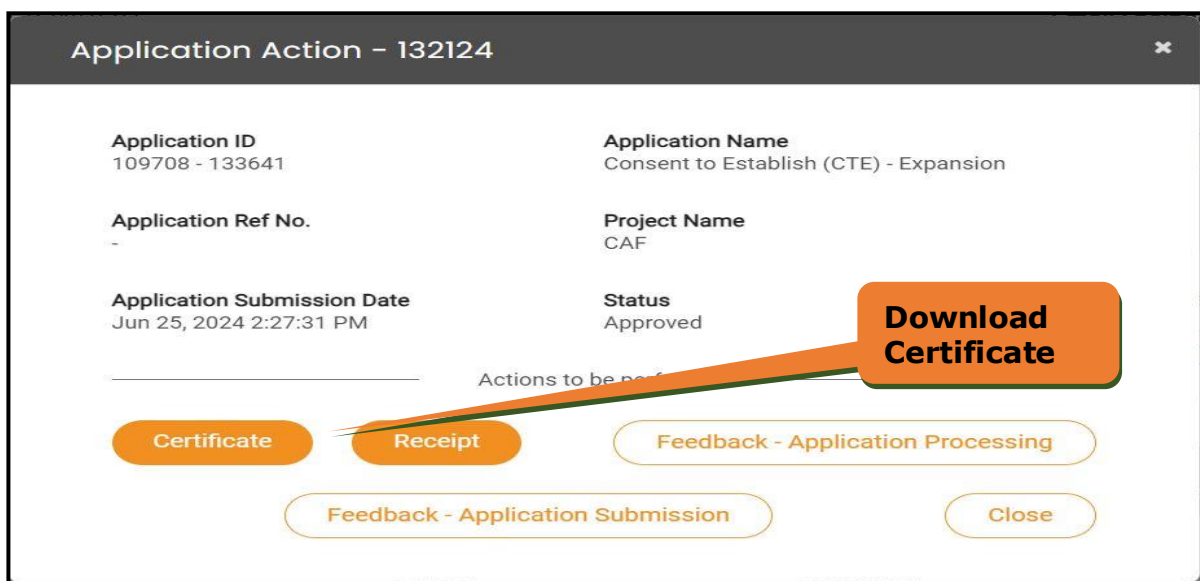 Application Action - 132124
Application ID
109708 - 133641
Application Name
Consent to Establish (CTE) - Expansion
Application Ref No.
-
Project Name
CAF
Application Submission Date
Jun 25, 2024 2:27:31 PM
Status
Approved
Download
Certificate
Actions to be
Certificate
Receipt
Feedback - Application Processing
Feedback - Application Submission
Close